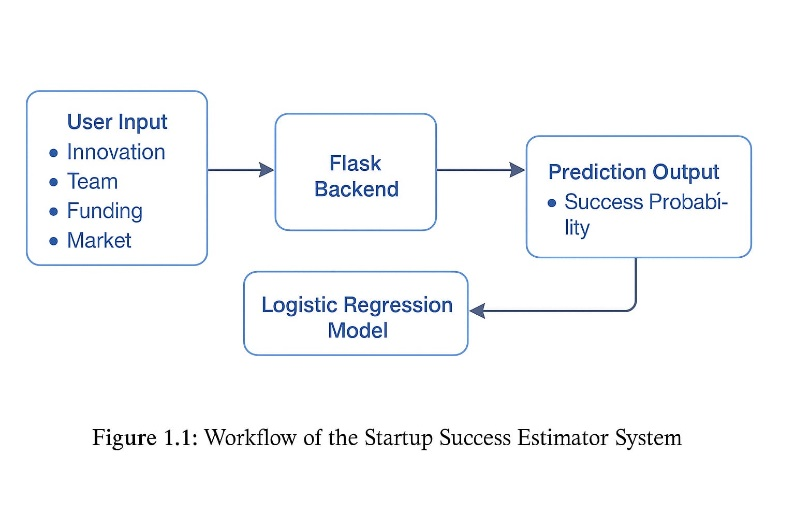 User Input
• Innovation
• Team
• Funding
• Market
Flask
Backend
Prediction Output
• Success Probabí-
lity
Logistic Regression
Model
Figure 1.1: Workflow of the Startup Success Estimator System